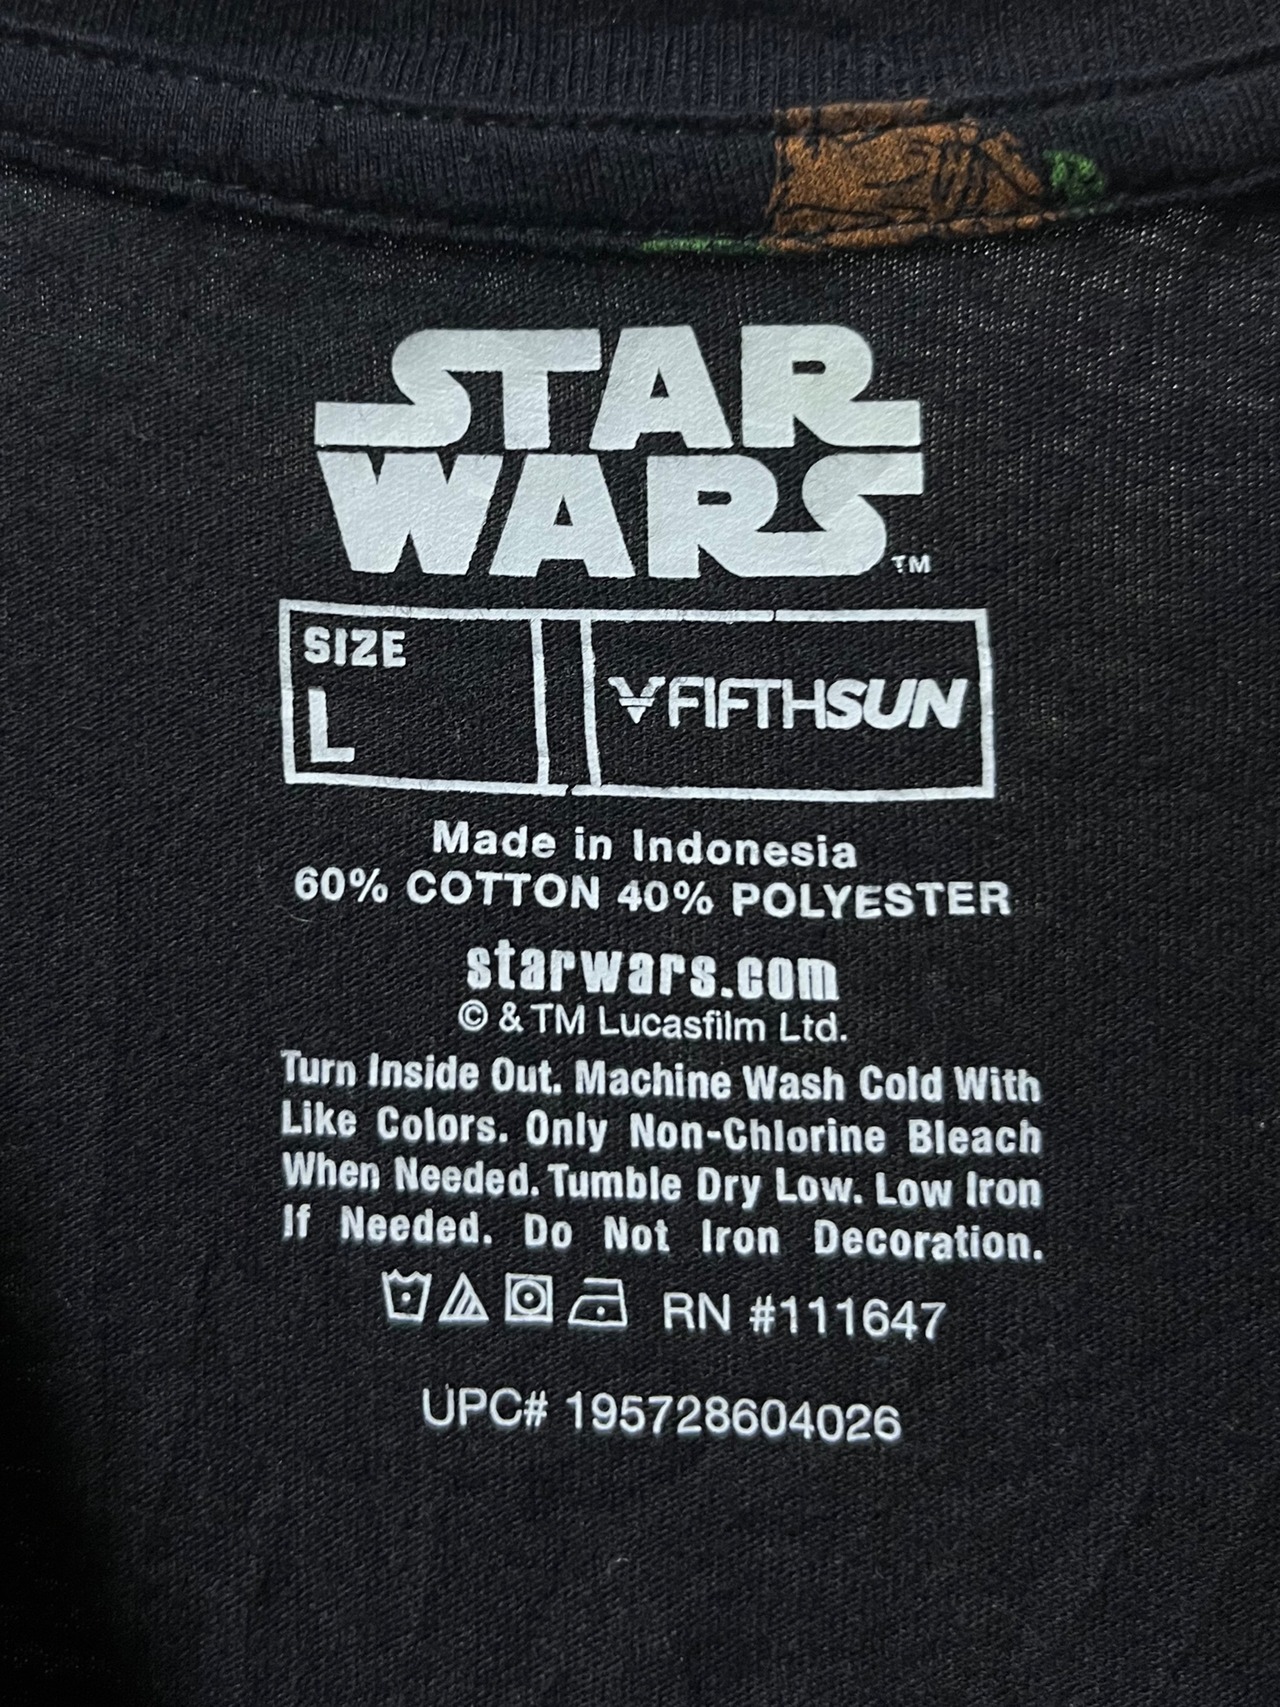 STAR
WARS™
SIZE
L
FIFTHSUN
Made in Indonesia
60% COTTON 40% POLYESTER
starwars.com
© & TM Lucasfilm Ltd.
Turn Inside Out. Machine Wash Cold With
Like Colors. Only Non-Chlorine Bleach
When Needed. Tumble Dry Low. Low Iron
If Needed. Do Not Iron Decoration.
RN #111647
UPC# 195728604026